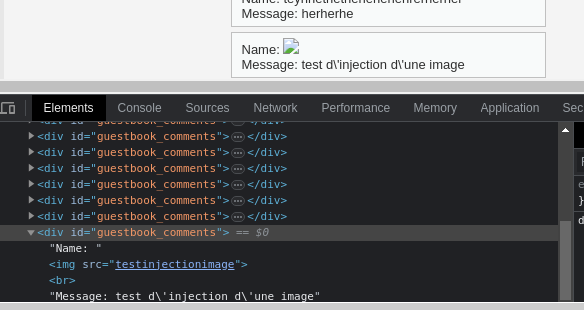 Message: herherhe
Name:
Message: test d\'injection d\'une image
Elements Console Sources Network Performance Memory Application Sec
<div id="guestbook_comments"> </div>
<div id="guestbook_comments"> </div>
<div id="guestbook_comments"> </div>
<div id="guestbook_comments"> </div>
<div id="guestbook_comments"> </div>
<div id="guestbook_comments"> </div>
<div id="guestbook_comments"> </div>
<div id="guestbook_comments"> == $0
"Name: "
<img src="testinjectionimage">
<br>
"Message: test d\'injection d\'une image"